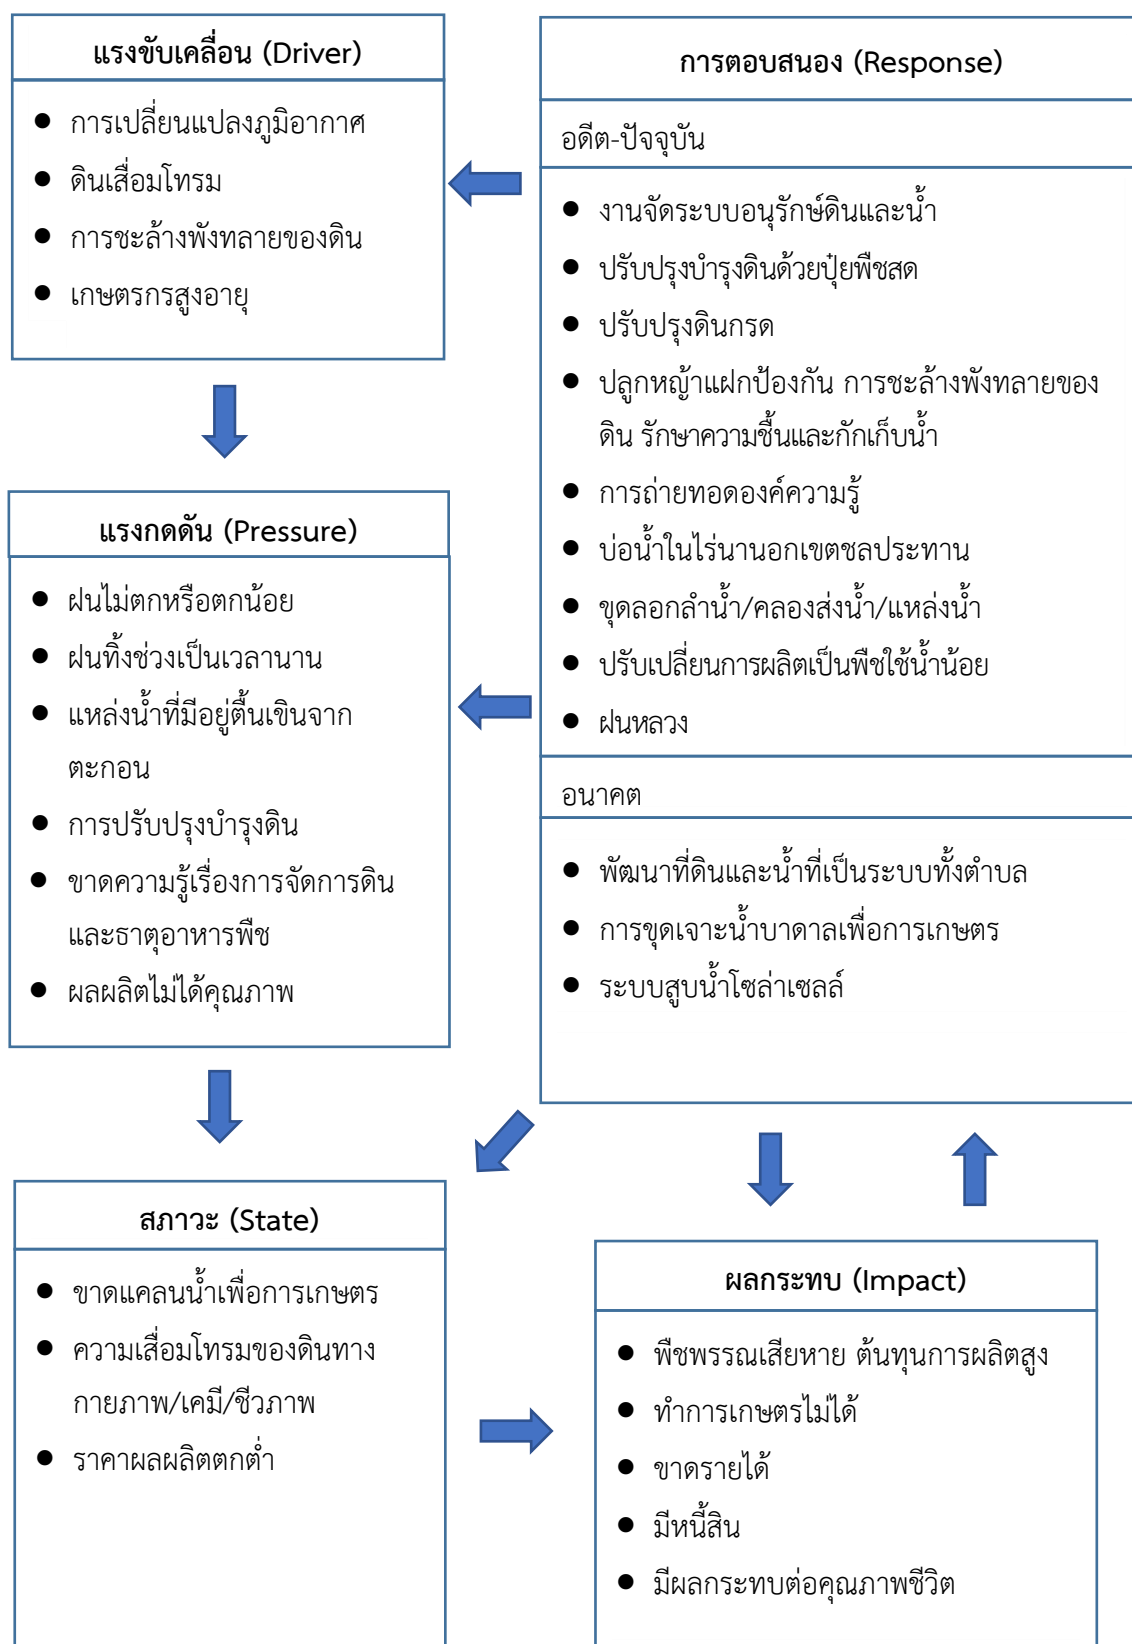 แรงขับเคลื่อน (Driver)
● การเปลี่ยนแปลงภูมิอากาศ
● ดินเสื่อมโทรม
● การชะล้างพังทลายของดิน
● เกษตรกรสูงอายุ
แรงกดดัน (Pressure)
● ฝนไม่ตกหรือตกน้อย
● ฝนทิ้งช่วงเป็นเวลานาน
● แหล่งน้ำที่มีอยู่ตื้นเขินจาก
ตะกอน
● การปรับปรุงบำรุงดิน
● ขาดความรู้เรื่องการจัดการดิน
และธาตุอาหารพืช
● ผลผลิตไม่ได้คุณภาพ
สภาวะ (State)
● ขาดแคลนน้ำเพื่อการเกษตร
● ความเสื่อมโทรมของดินทาง
กายภาพ/เคมี/ชีวภาพ
● ราคาผลผลิตตกต่ำ
การตอบสนอง (Response)
อดีต-ปัจจุบัน
● งานจัดระบบอนุรักษ์ดินและน้ำ
● ปรับปรุงบำรุงดินด้วยปุ๋ยพืชสด
● ปรับปรุงดินกรด
● ปลูกหญ้าแฝกป้องกัน การชะล้างพังทลายของ
ดิน รักษาความชื้นและกักเก็บน้ำ
● การถ่ายทอดองค์ความรู้
● บ่อน้ำในไร่นานอกเขตชลประทาน
● ขุดลอกลำน้ำ/คลองส่งน้ำ/แหล่งน้ำ
● ปรับเปลี่ยนการผลิตเป็นพืชใช้น้ำน้อย
● ฝนหลวง
อนาคต
● พัฒนาที่ดินและน้ำที่เป็นระบบทั้งตำบล
● การขุดเจาะน้ำบาดาลเพื่อการเกษตร
● ระบบสูบน้ำโซล่าเซลล์
ผลกระทบ (Impact)
● พืชพรรณเสียหาย ต้นทุนการผลิตสูง
● ทำการเกษตรไม่ได้
● ขาดรายได้
● มีหนี้สิน
● มีผลกระทบต่อคุณภาพชีวิต